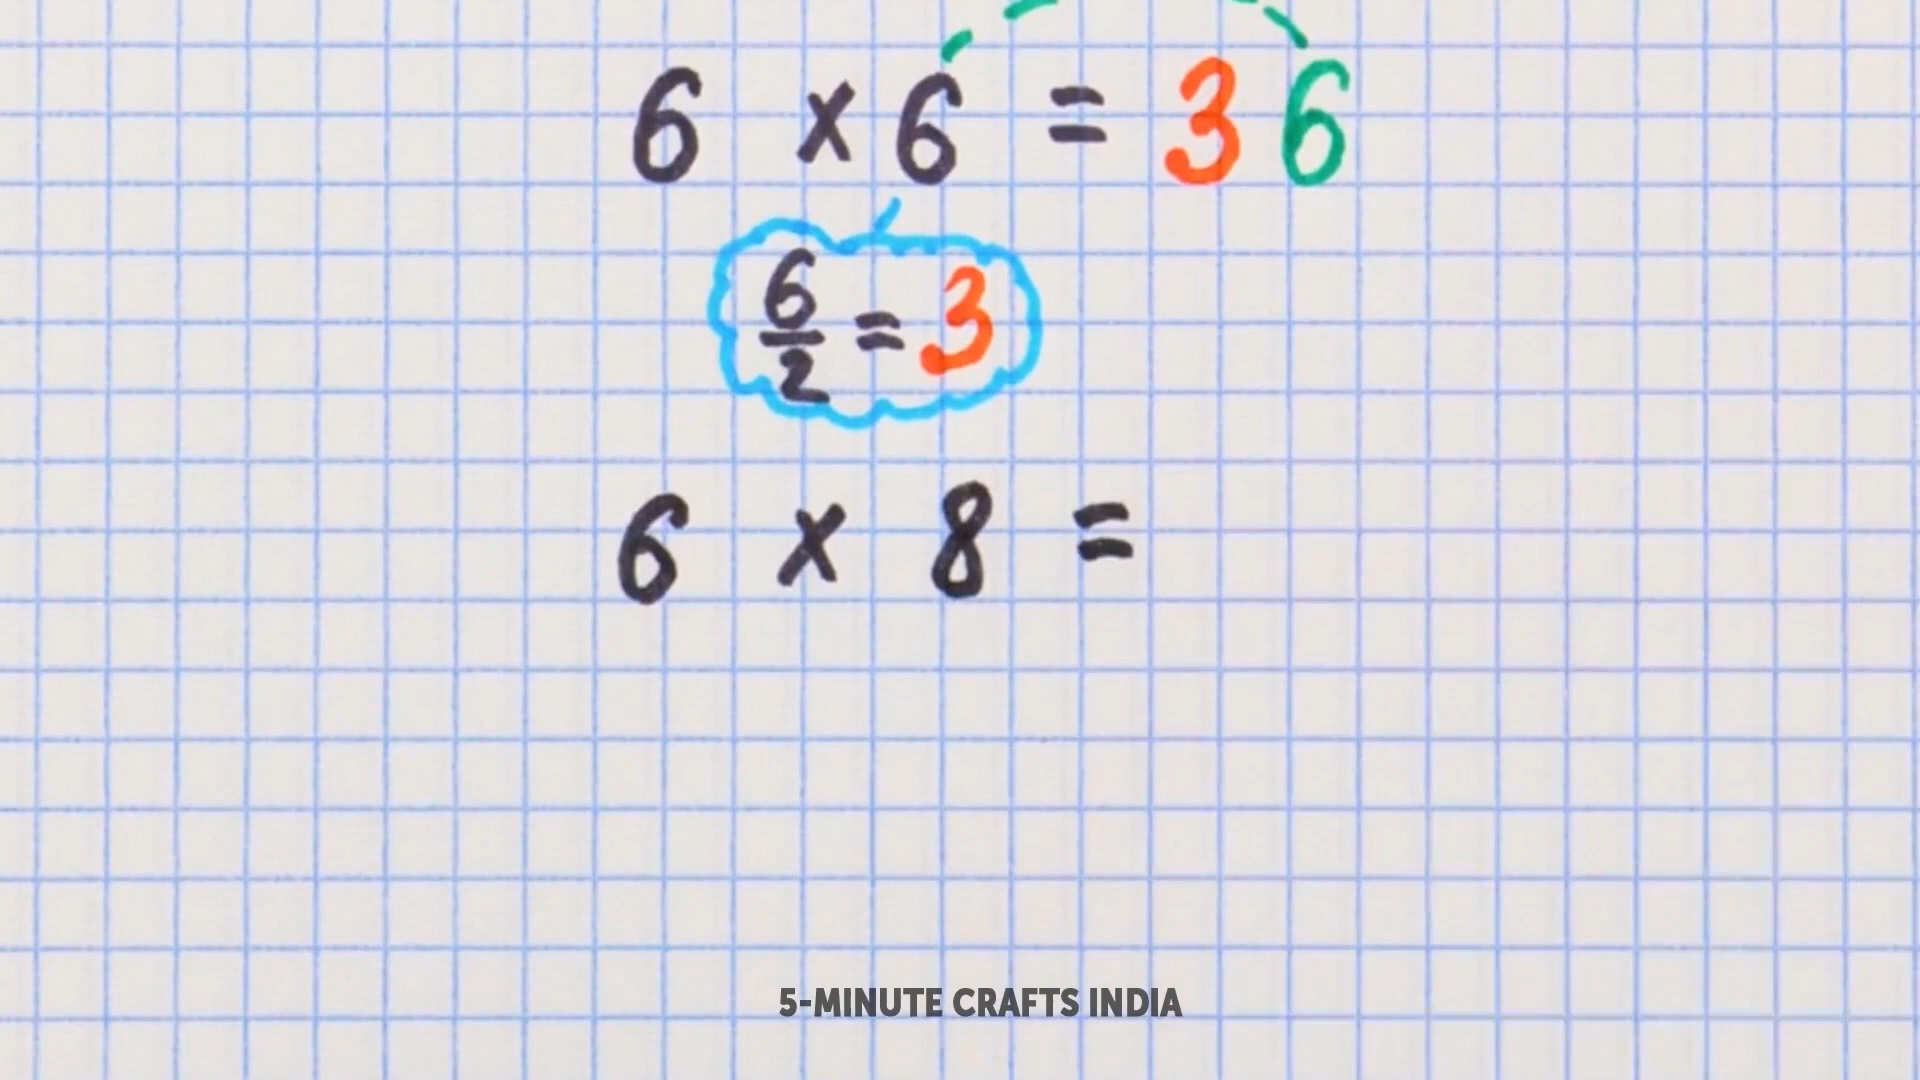 6 × 6 = 36
6/2 = 3
6 × 8 =
5-MINUTE CRAFTS INDIA